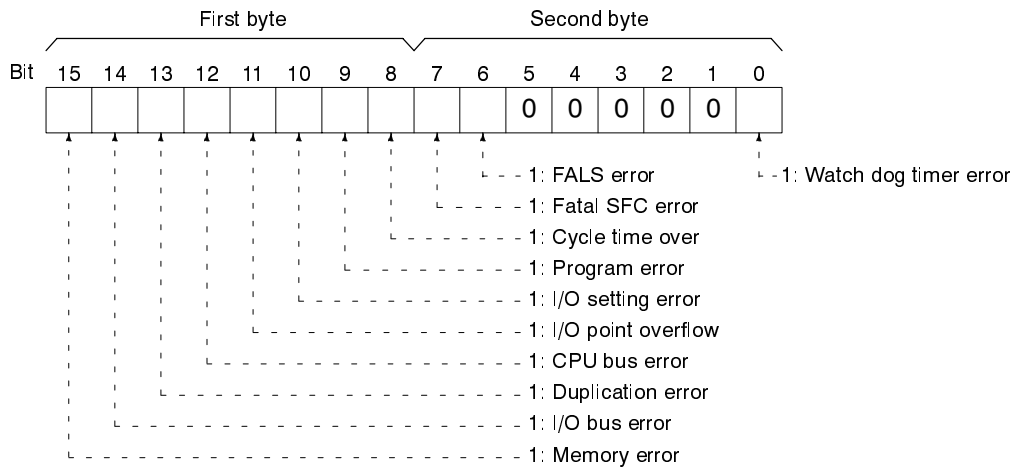 First byte Second byte
Bit 15 14 13 12 11 10 9 8 7 6 5 4 3 2 1 0
0 0 0 0 0
1: FALS error 1: Watch dog timer error
1: Fatal SFC error
1: Cycle time over
1: Program error
1: I/O setting error
1: I/O point overflow
1: CPU bus error
1: Duplication error
1: I/O bus error
1: Memory error